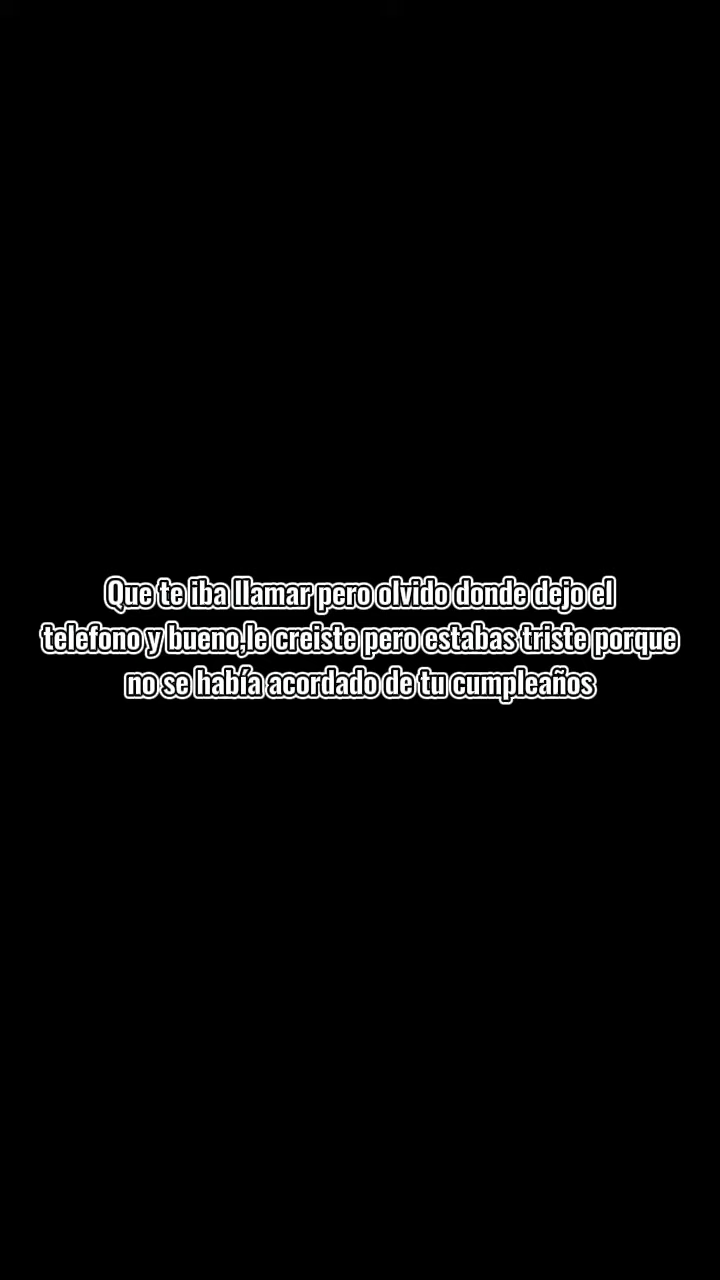 Que te iba llamar pero olvido donde dejo el
telefono y bueno,le creiste pero estabas triste porque
no se había acordado de tu cumpleaños